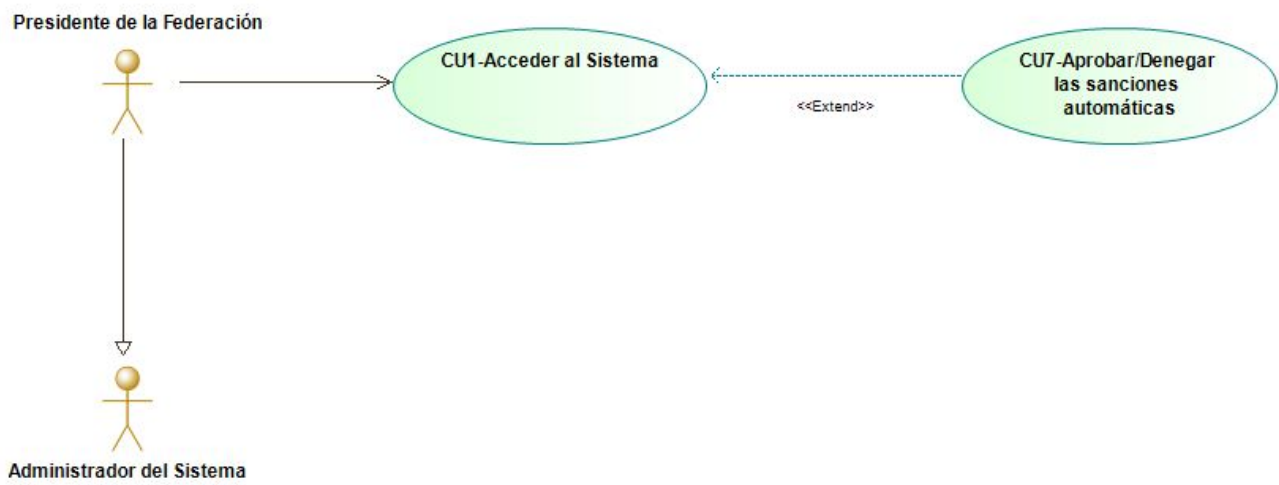 Presidente de la Federación
CU1-Acceder al Sistema
<<Extend>>
CU7-Aprobar/Denegar
las sanciones
automáticas
Administrador del Sistema